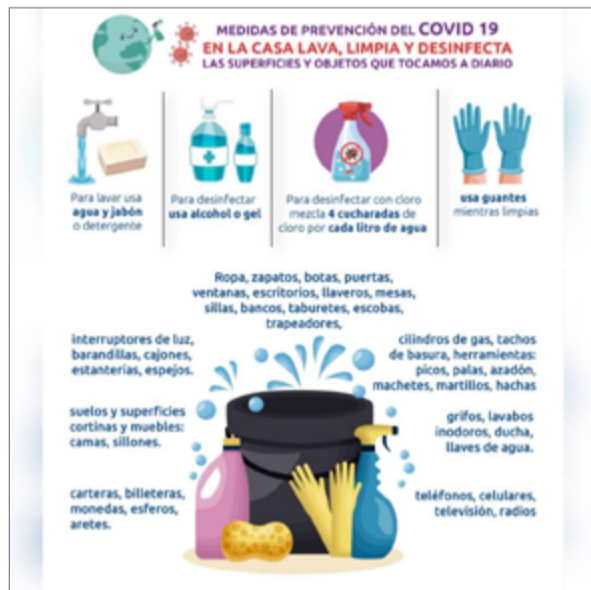 MEDIDAS DE PREVENCIÓN DEL COVID 19
EN LA CASA LAVA, LIMPIA Y DESINFECTA
LAS SUPERFICIES Y OBJETOS QUE TOCAMOS A DIARIO
Para lavar usa
agua y jabón
o detergente
Para desinfectar
usa alcohol o gel
Para desinfectar con cloro
mezcla 4 cucharadas de
cloro por cada litro de agua
usa guantes
mientras limpias
Ropa, zapatos, botas, puertas,
ventanas, escritorios, llaveros, mesas,
sillas, bancos, taburetes, escobas,
trapeadores,
interruptores de luz,
barandillas, cajones,
estanterías, espejos.
cilindros de gas, tachos
de basura, herramientas:
picos, palas, azadón,
machetes, martillos, hachas
suelos y superficies
cortinas y muebles:
camas, sillones.
grifos, lavabos
inodoros, ducha,
llaves de agua.
carteras, billeteras,
monedas, esferos,
aretes.
teléfonos, celulares,
televisión, radios